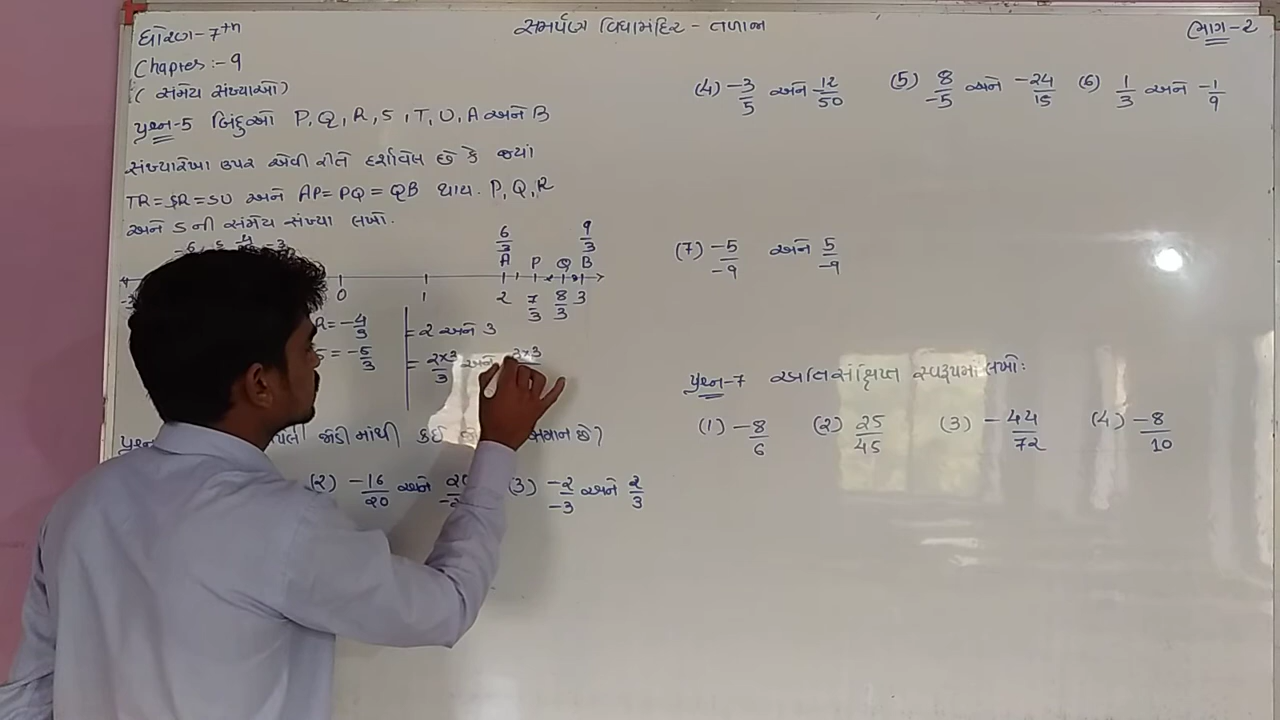 ધોરણ-7th
સમર્પણ વિદ્યામંદિર - તળાજા
ભાગ-2
Chapter :- 9
( સંમેય સંખ્યાઓ)
પ્રશ્ન-5 બિંદુઓ P, Q, R, S, T, U, A અને B
સંખ્યારેખા ઉપર એવી રીતે દર્શાવેલ છે કે જ્યાં
TR = SR = SU અને AP = PQ = QB થાય. P, Q, R
અને S ની સંમેય સંખ્યા લખો.
6/3 9/3
A P Q B
0 1 2 7/3 8/3 3
R = -4/3
S = -5/3
= 2 અને 3
= 2×3/3 અને 3×3
જોડી માંથી કઈ સમાન છે?
(2) -16/20 અને (3) -2/-3 અને 2/3
(4) -3/5 અને 12/50 (5) 8/-5 અને -24/15 (6) 1/3 અને -1/9
(7) -5/-9 અને 5/-9
પ્રશ્ન-7 અતિસંક્ષિપ્ત સ્વરૂપમાં લખો:
(1) -8/6 (2) 25/45 (3) -44/72 (4) -8/10